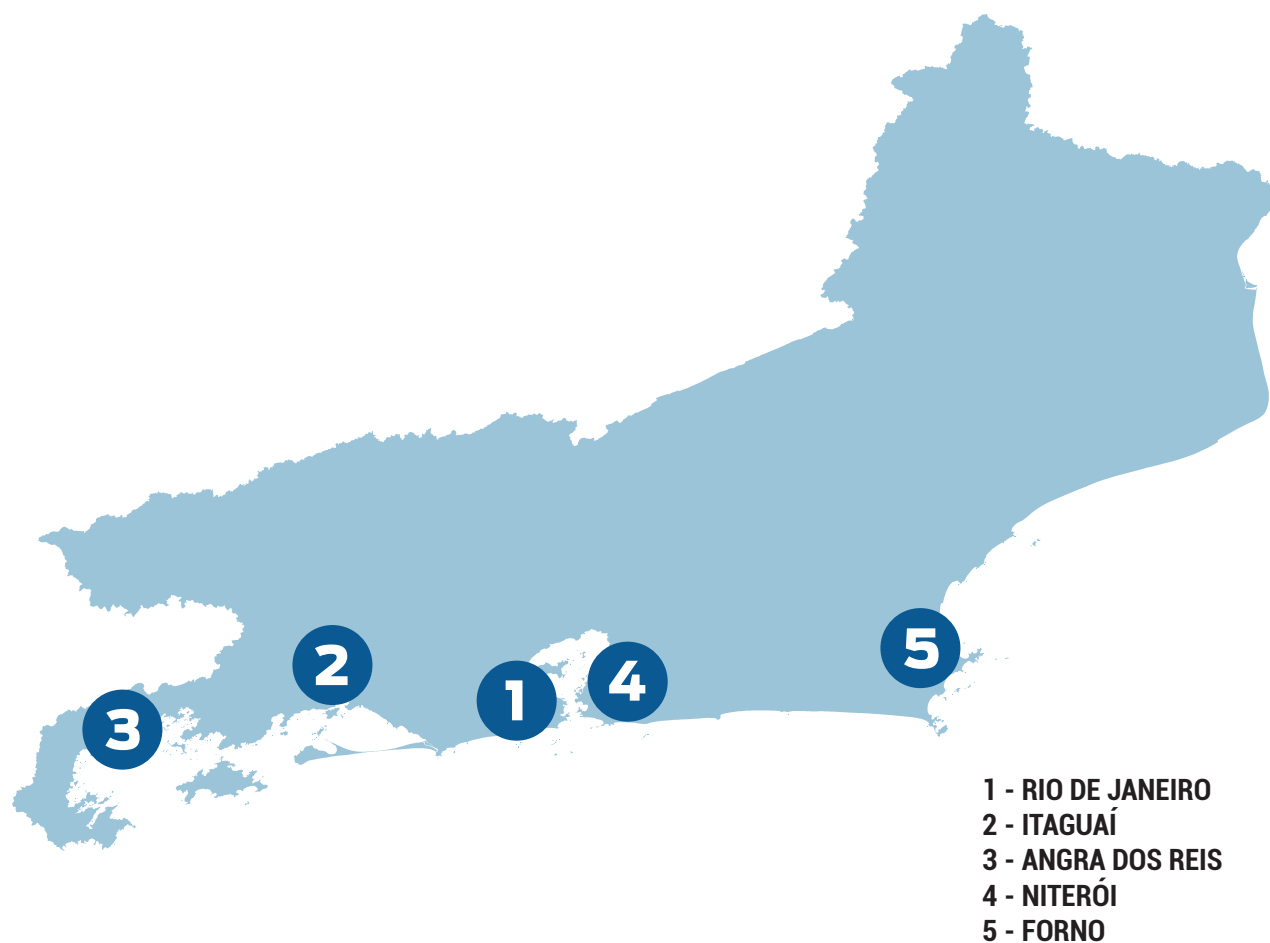 5
2
4
1
3
1 - RIO DE JANEIRO
2 - ITAGUAÍ
3 - ANGRA DOS REIS
4 - NITERÓI
5 - FORNO